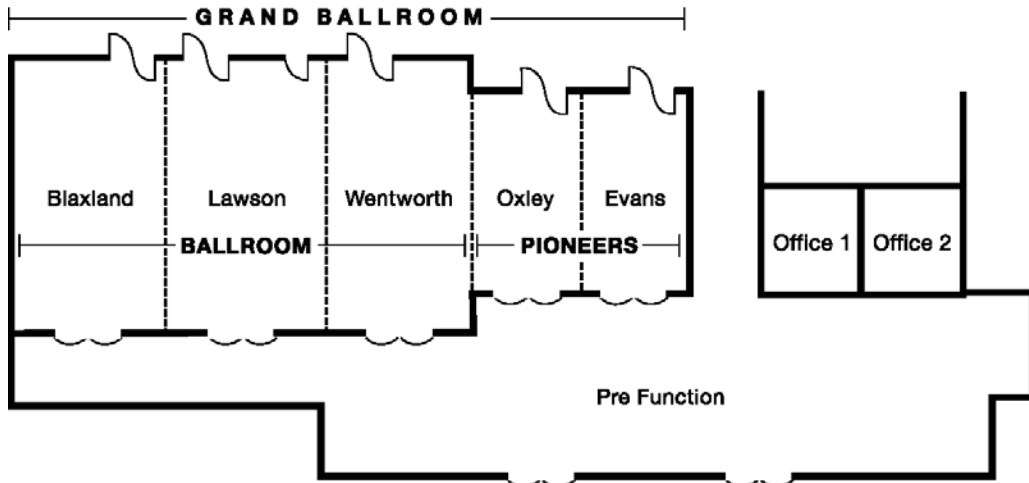 GRAND BALLROOM
Blaxland
Lawson
Wentworth
Oxley
Evans
BALLROOM
PIONEERS
Office 1
Office 2
Pre Function